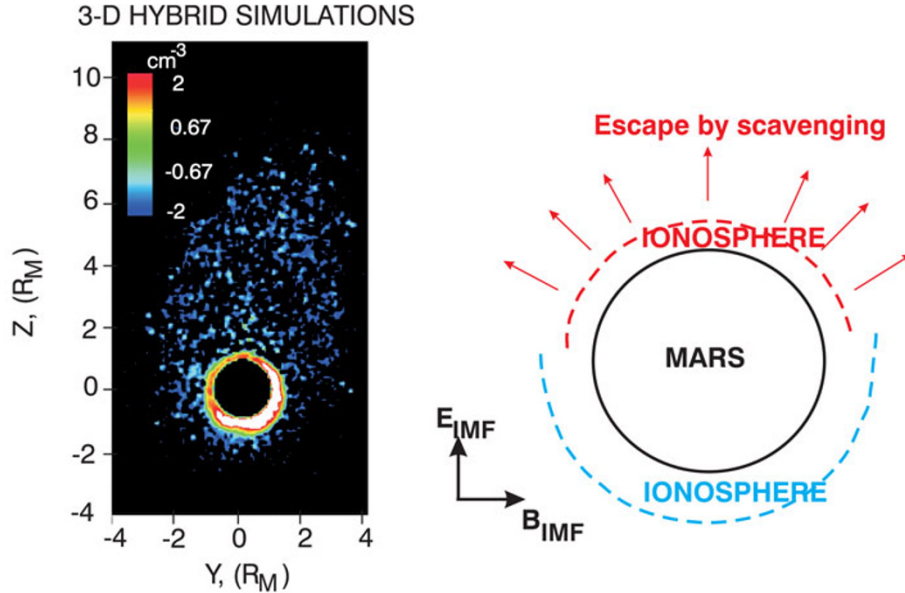 3-D HYBRID SIMULATIONS
cm-3
2
0.67
-0.67
-2
10
8
6
4
2
0
-2
-4
Z, (RM)
-4
-2
0
2
4
Y, (RM)
Escape by scavenging
IONOSPHERE
MARS
IONOSPHERE
EIMF
BIMF